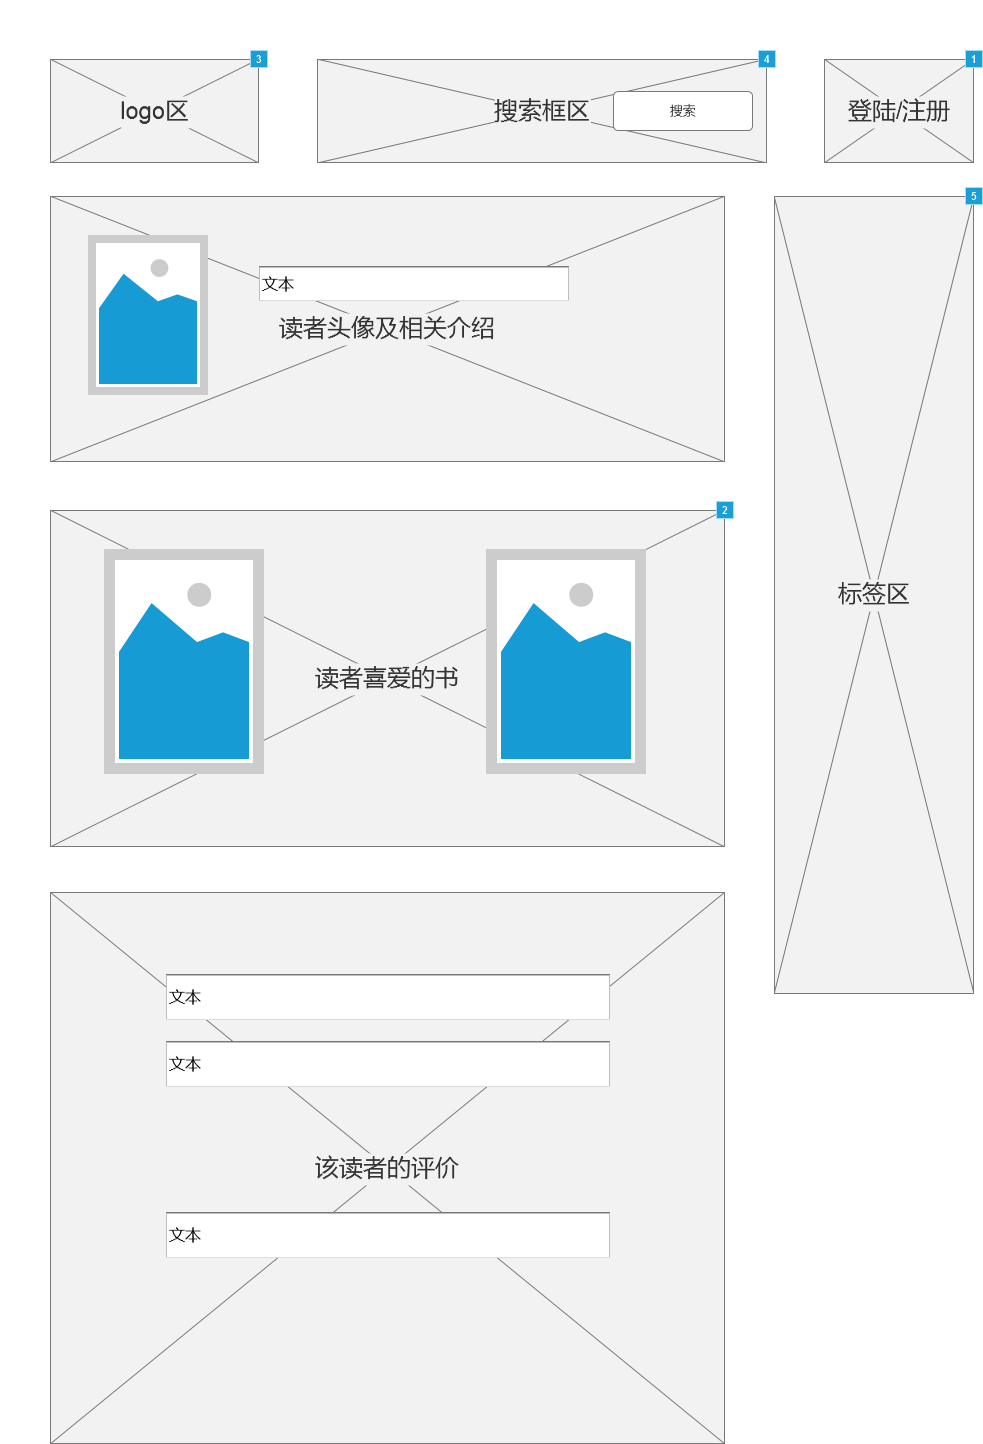 3
logo区
4
搜索框区
搜索
1
登陆/注册
5
文本
读者头像及相关介绍
2
标签区
读者喜爱的书
文本
文本
该读者的评价
文本